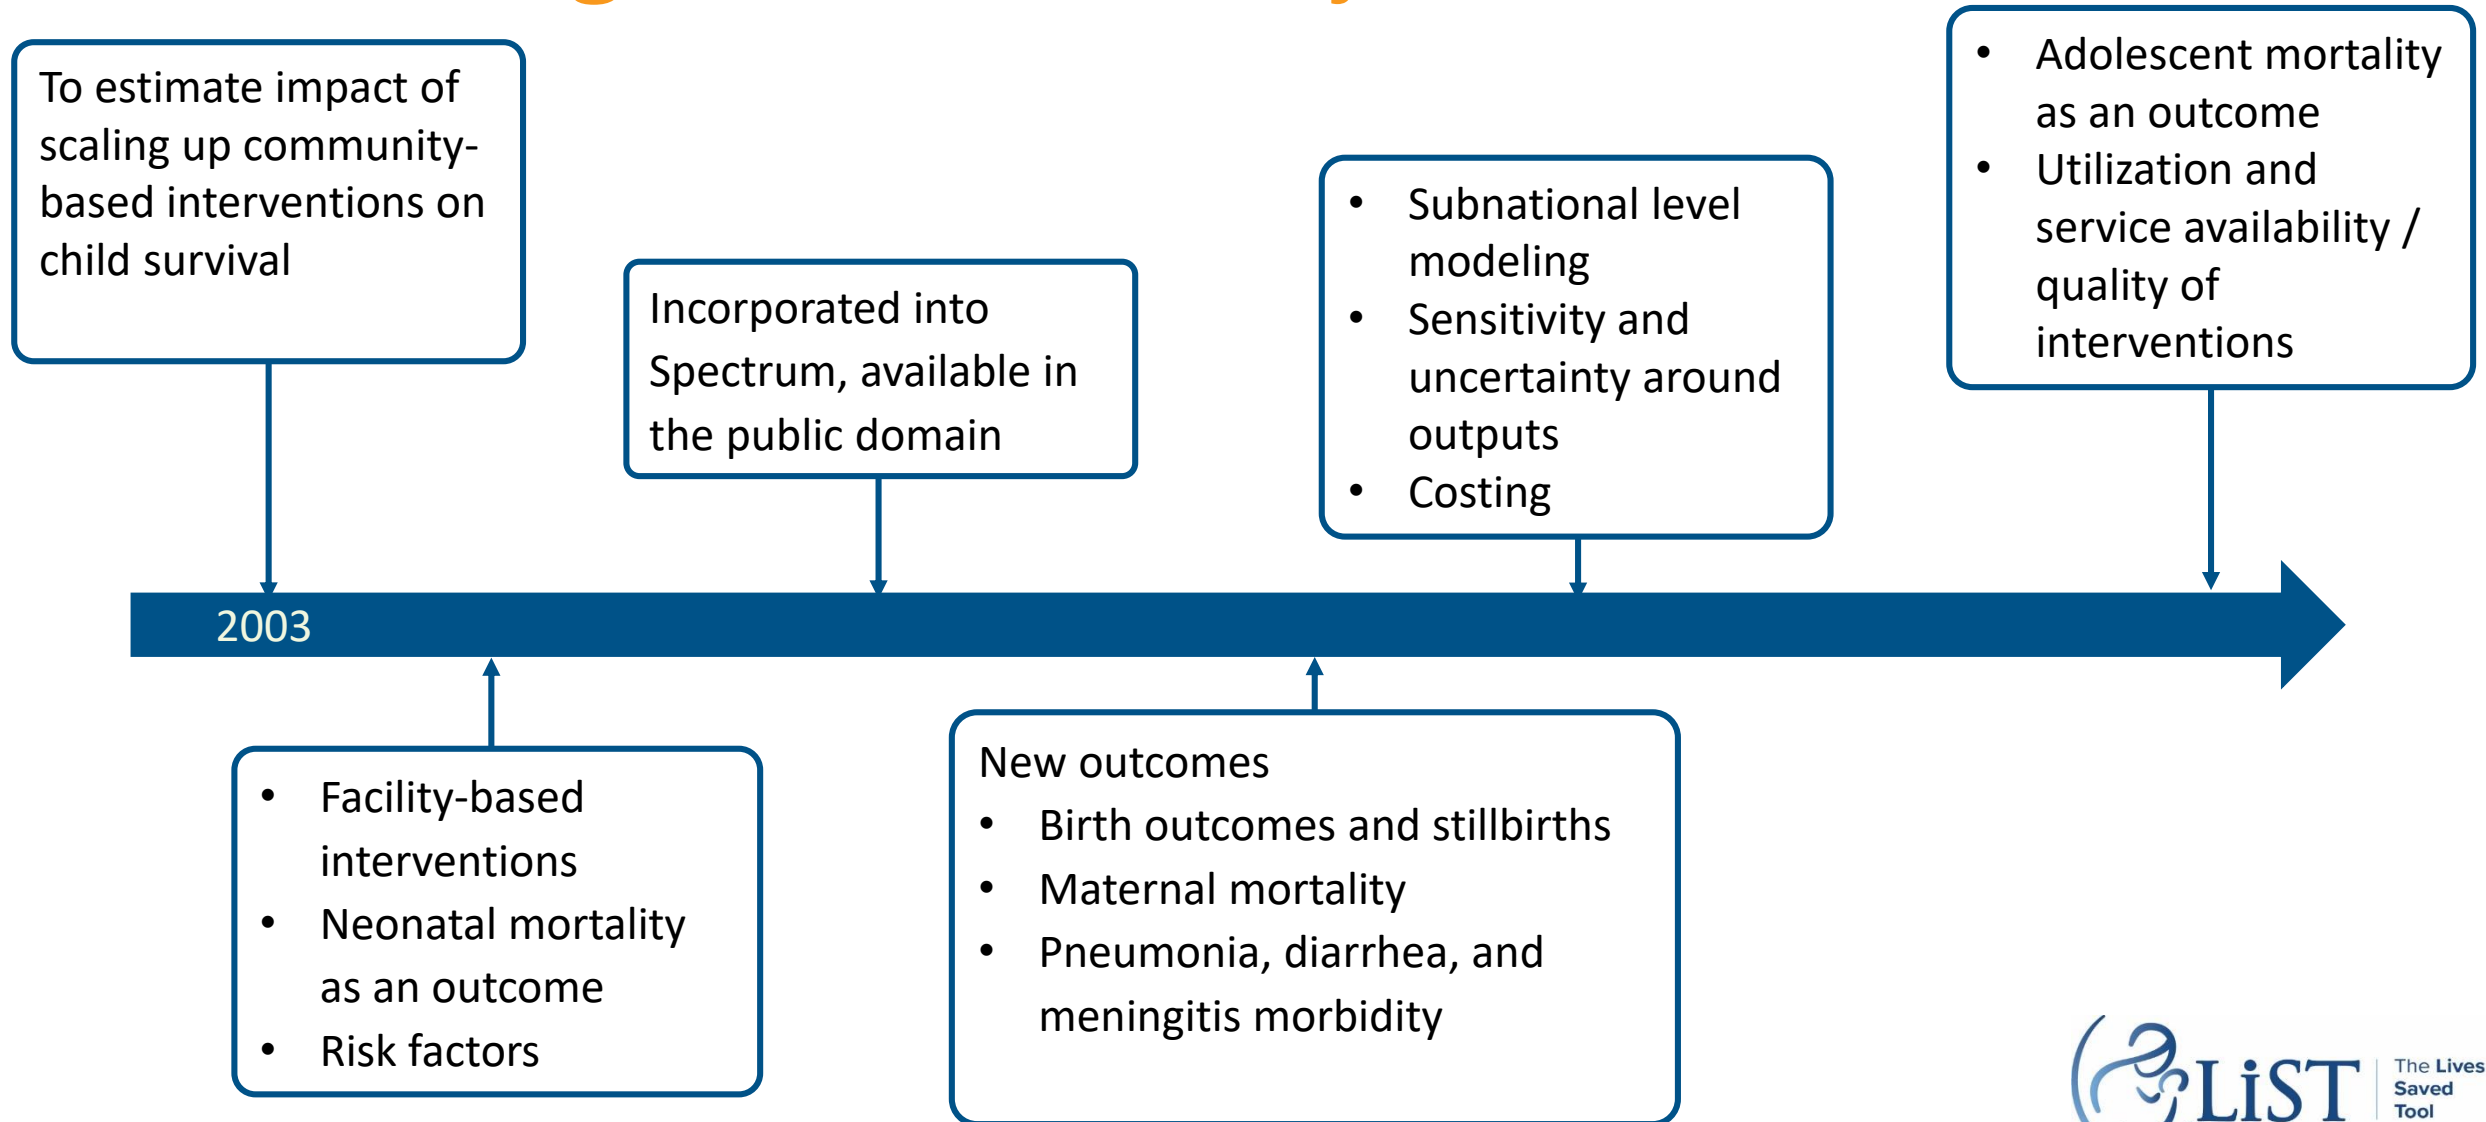 To estimate impact of
scaling up community-
based interventions on
child survival
Incorporated into
Spectrum, available in
the public domain
• Subnational level
modeling
• Sensitivity and
uncertainty around
outputs
• Costing
• Adolescent mortality
as an outcome
• Utilization and
service availability /
quality of
interventions
2003
• Facility-based
interventions
• Neonatal mortality
as an outcome
• Risk factors
New outcomes
• Birth outcomes and stillbirths
• Maternal mortality
• Pneumonia, diarrhea, and
meningitis morbidity
LiST
The Lives
Saved
Tool